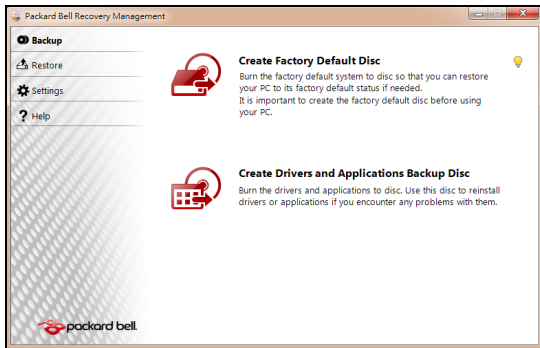 Packard Bell Recovery Management
Backup
Restore
Settings
Help
Create Factory Default Disc
Burn the factory default system to disc so that you can restore
your PC to its factory default status if needed.
It is important to create the factory default disc before using
your PC.
Create Drivers and Applications Backup Disc
Burn the drivers and applications to disc. Use this disc to reinstall
drivers or applications if you encounter any problems with them.
packard bell.